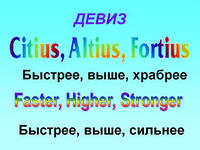 ДЕВИЗ
Citius, Altius, Fortius
Быстрее, выше, храбрее
Faster, Higher, Stronger
Быстрее, выше, сильнее